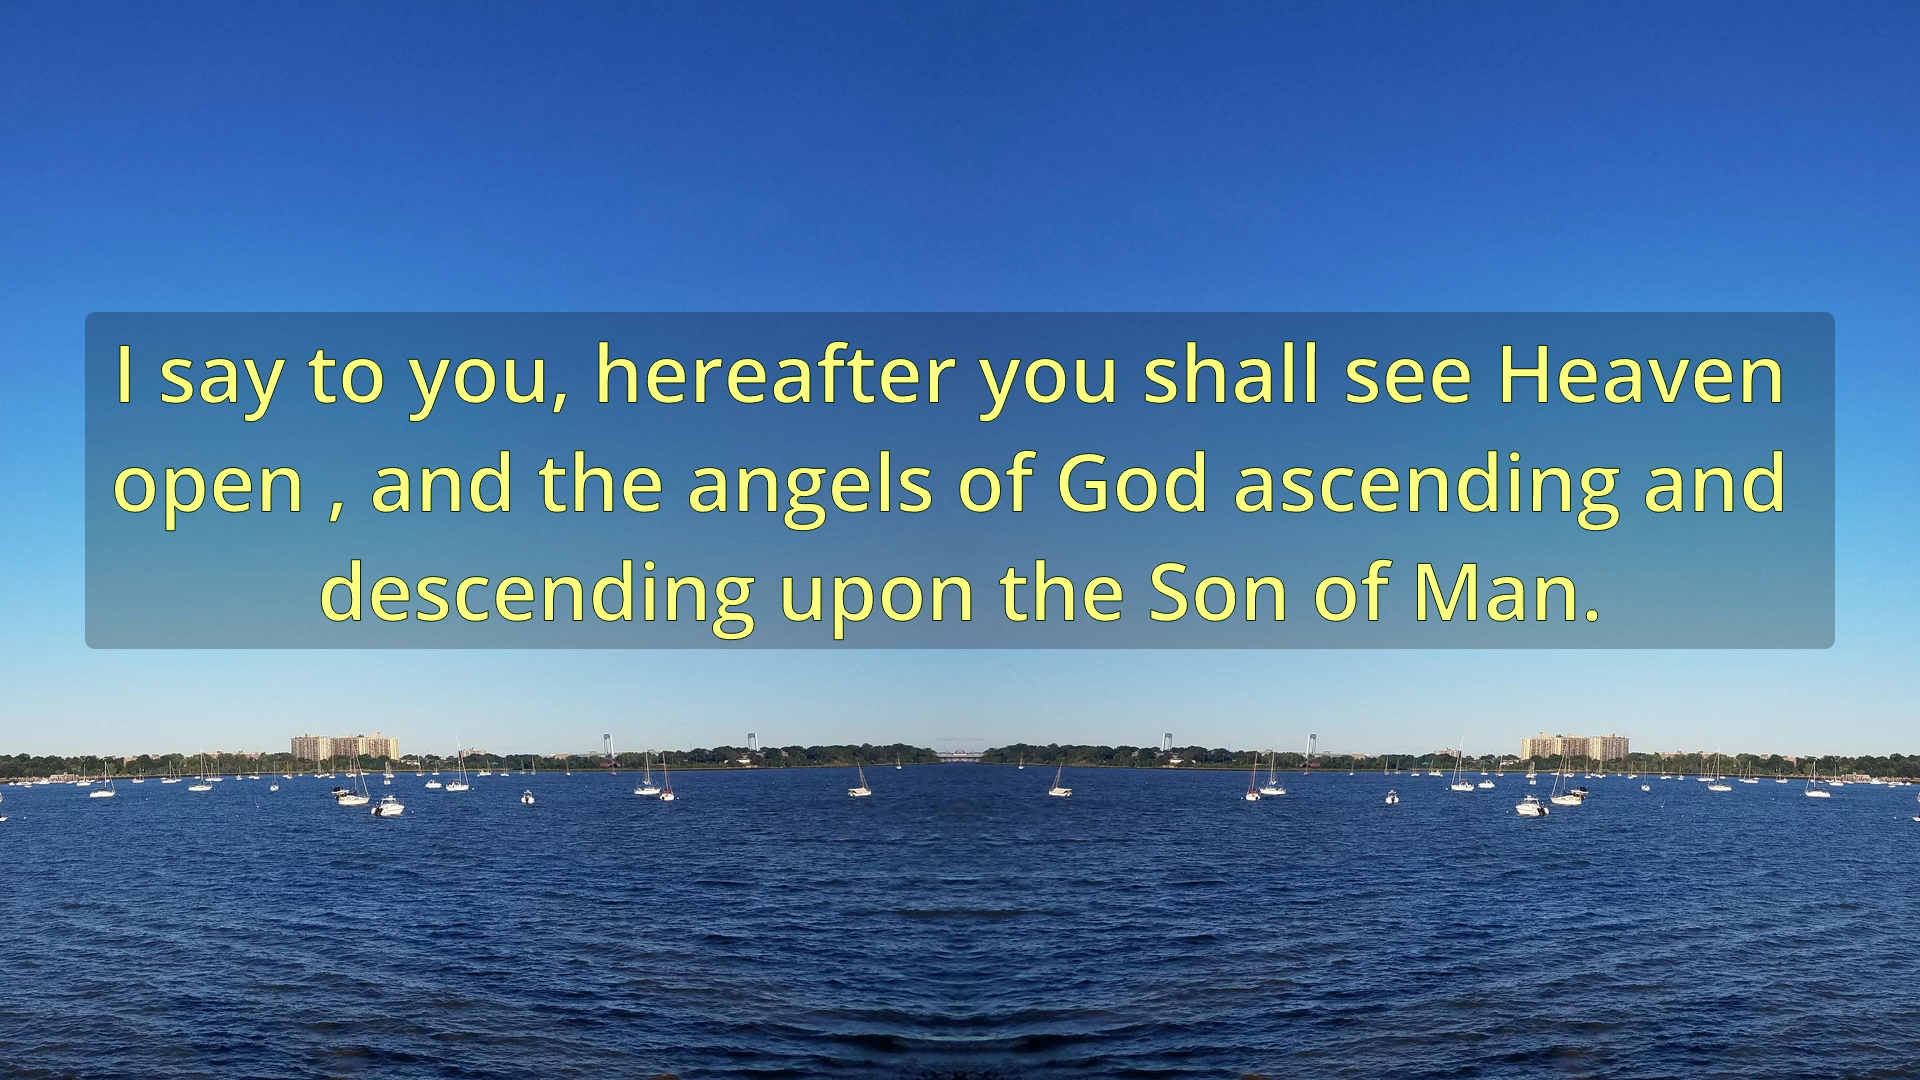 I say to you, hereafter you shall see Heaven
open , and the angels of God ascending and
descending upon the Son of Man.